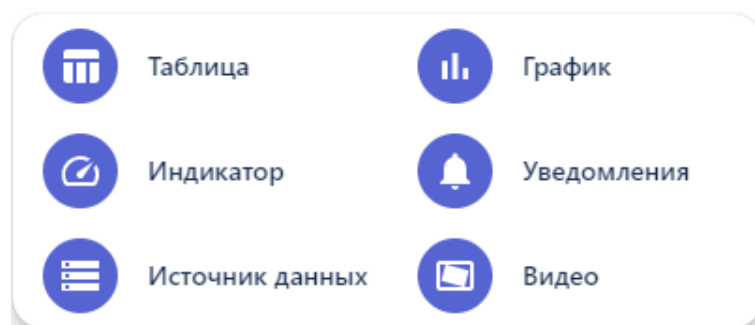 Таблица
График
Индикатор
Уведомления
Источник данных
Видео